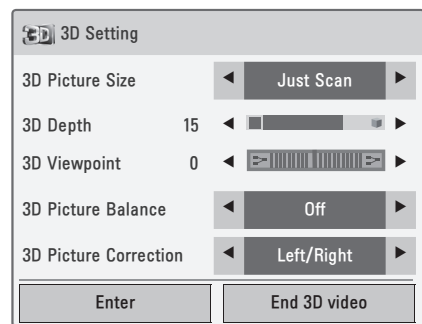 3D 3D Setting
3D Picture Size Just Scan
3D Depth 15
3D Viewpoint 0
3D Picture Balance Off
3D Picture Correction Left/Right
Enter End 3D video